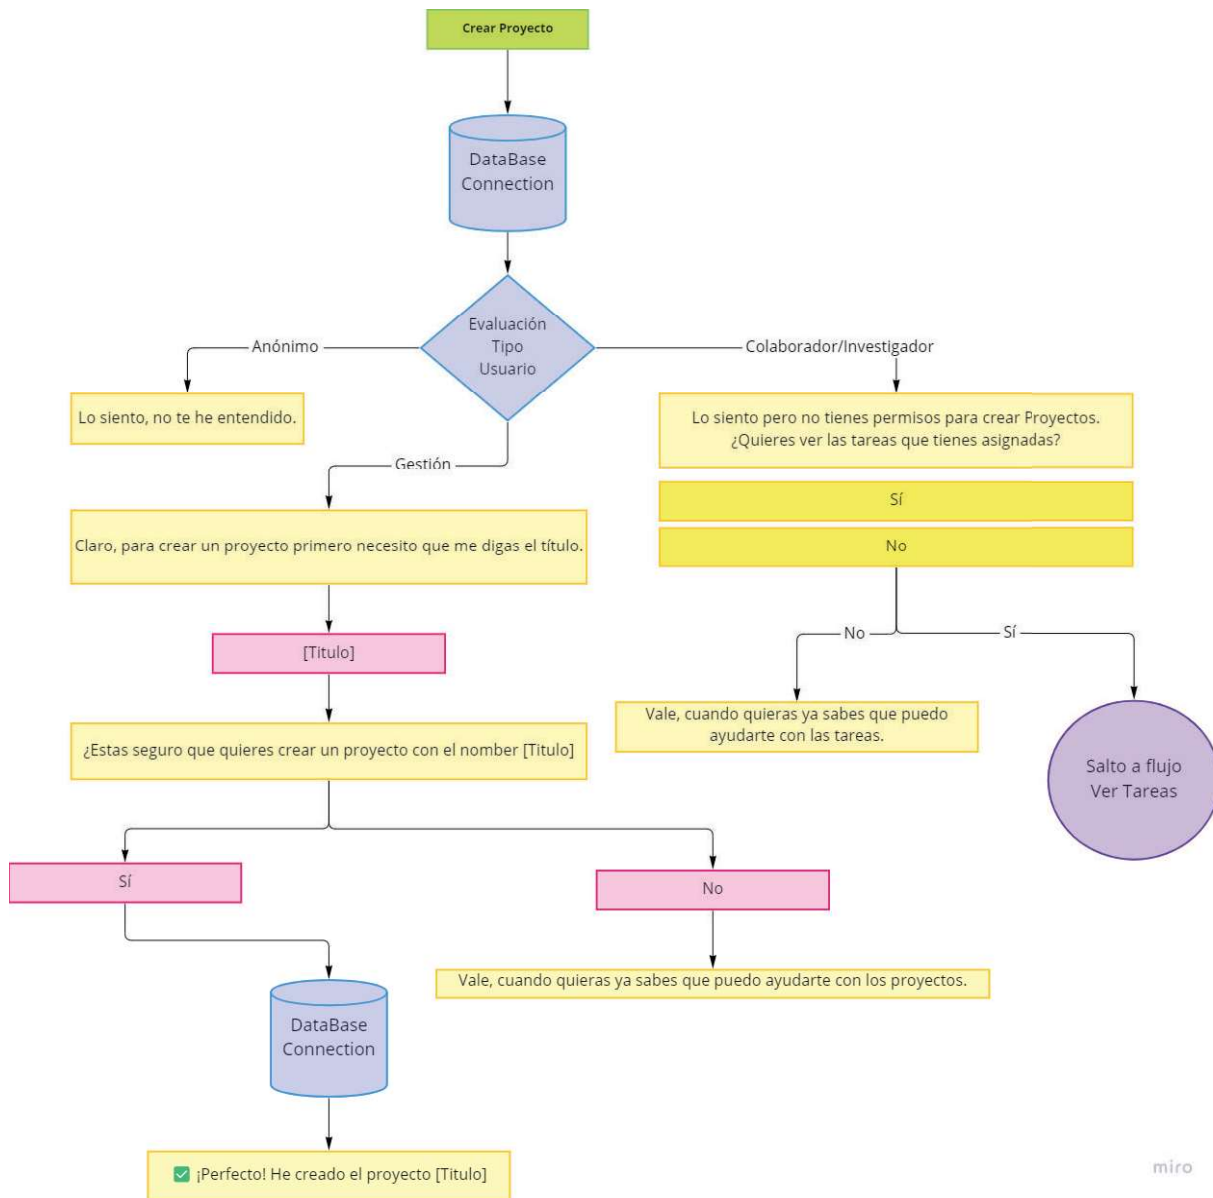 Crear Proyecto
DataBase
Connection
Evaluación
Tipo
Usuario
Anónimo
Colaborador/Investigador
Lo siento, no te he entendido.
Lo siento pero no tienes permisos para crear Proyectos.
¿Quieres ver las tareas que tienes asignadas?
Gestión
Sí
Claro, para crear un proyecto primero necesito que me digas el título.
No
No
Sí
[Titulo]
Vale, cuando quieras ya sabes que puedo
ayudarte con las tareas.
¿Estas seguro que quieres crear un proyecto con el nomber [Titulo]
Salto a flujo
Ver Tareas
Sí
No
Vale, cuando quieras ya sabes que puedo ayudarte con los proyectos.
DataBase
Connection
✅ ¡Perfecto! He creado el proyecto [Titulo]
miro